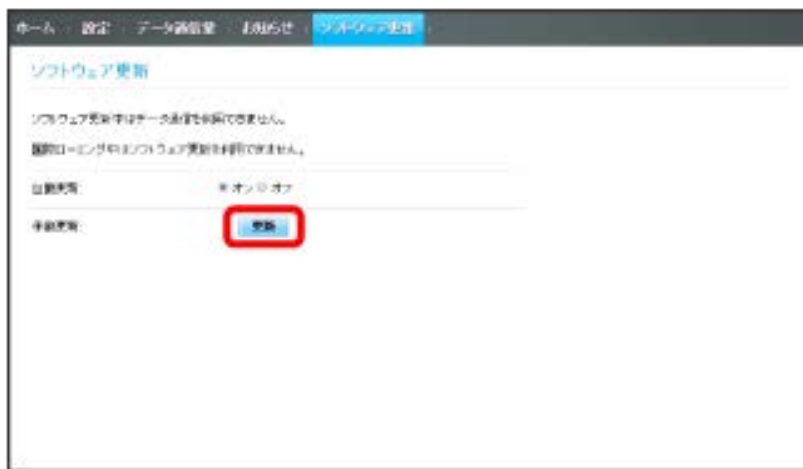 ホーム 設定 データ通信量 お知らせ ソフトウェア更新
ソフトウェア更新
ソフトウェア更新中はデータ通信を利用できません。
国際ローミング中はソフトウェア更新を利用できません。
自動更新 オン オフ
手動更新 更新